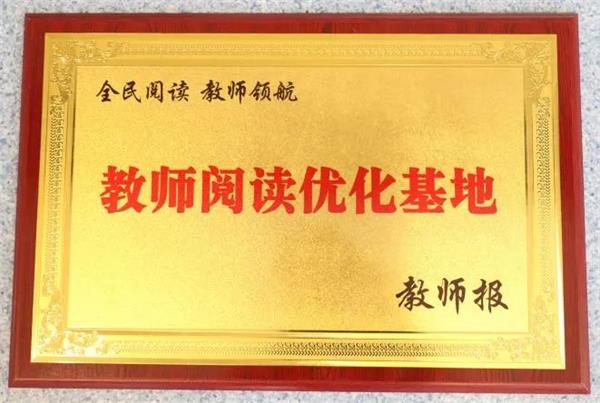 全民阅读 教师领航
教师阅读优化基地
教师报